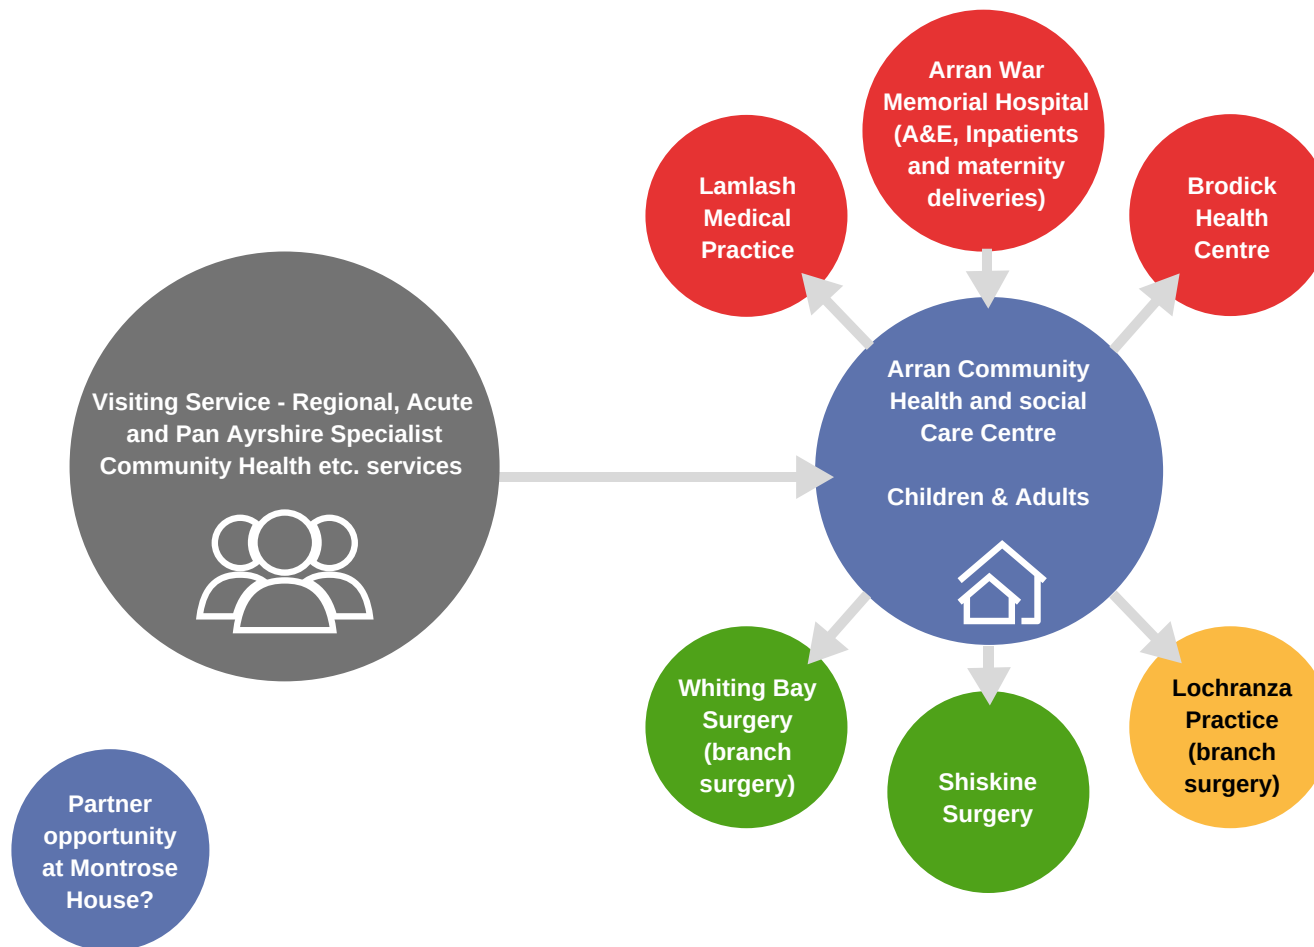 Arran War
Memorial Hospital
(A&E, Inpatients
and maternity
deliveries)
Lamlash
Medical
Practice
Brodick
Health
Centre
Visiting Service - Regional, Acute
and Pan Ayrshire Specialist
Community Health etc. services
Arran Community
Health and social
Care Centre
Children & Adults
Whiting Bay
Surgery
(branch
surgery)
Shiskine
Surgery
Lochranza
Practice
(branch
surgery)
Partner
opportunity
at Montrose
House?